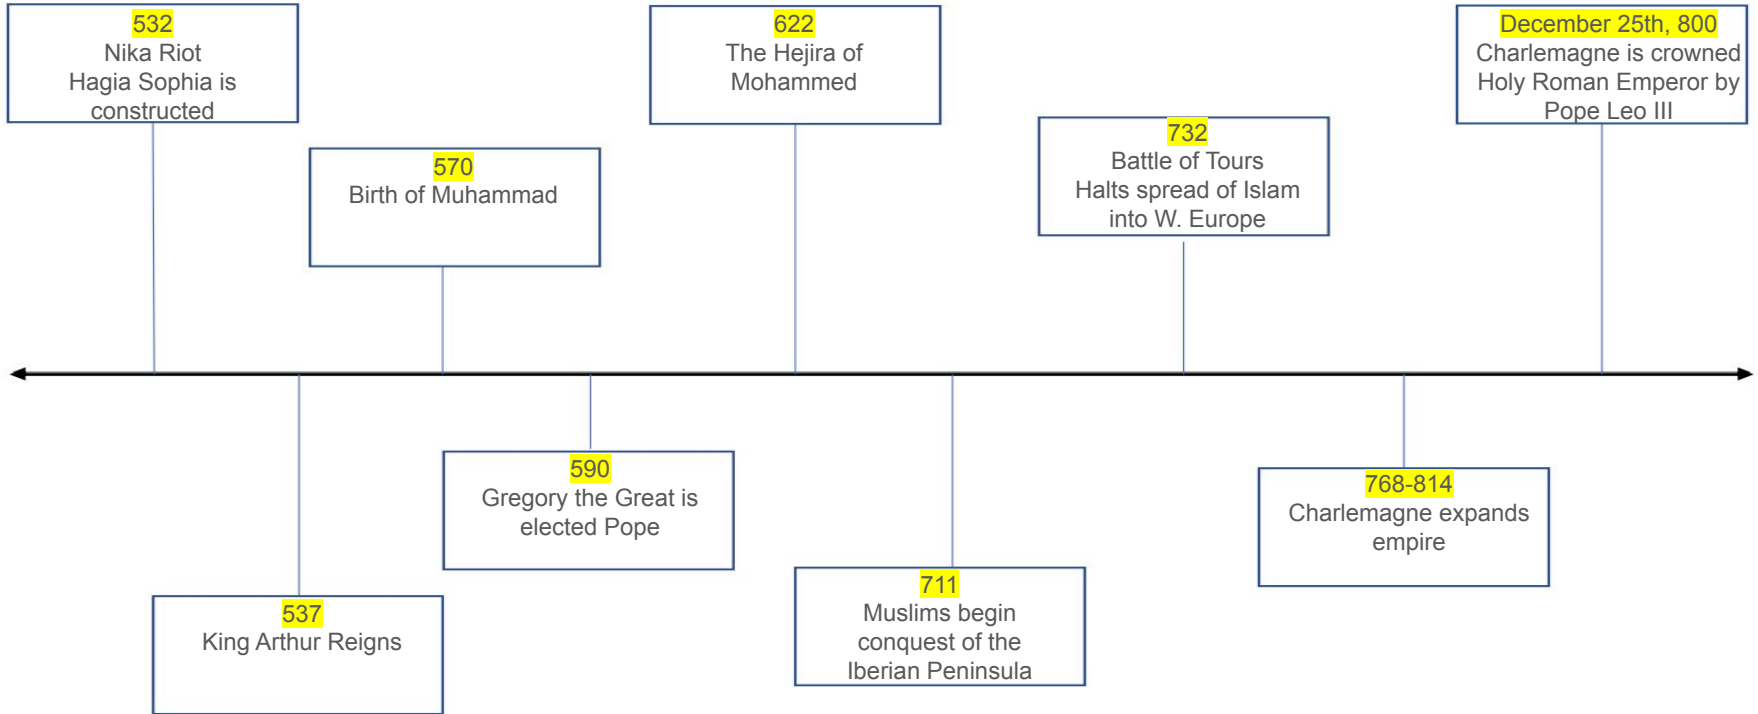 532
Nika Riot
Hagia Sophia is
constructed
537
King Arthur Reigns
570
Birth of Muhammad
590
Gregory the Great is
elected Pope
622
The Hejira of
Mohammed
711
Muslims begin
conquest of the
Iberian Peninsula
732
Battle of Tours
Halts spread of Islam
into W. Europe
768-814
Charlemagne expands
empire
December 25th, 800
Charlemagne is crowned
Holy Roman Emperor by
Pope Leo III